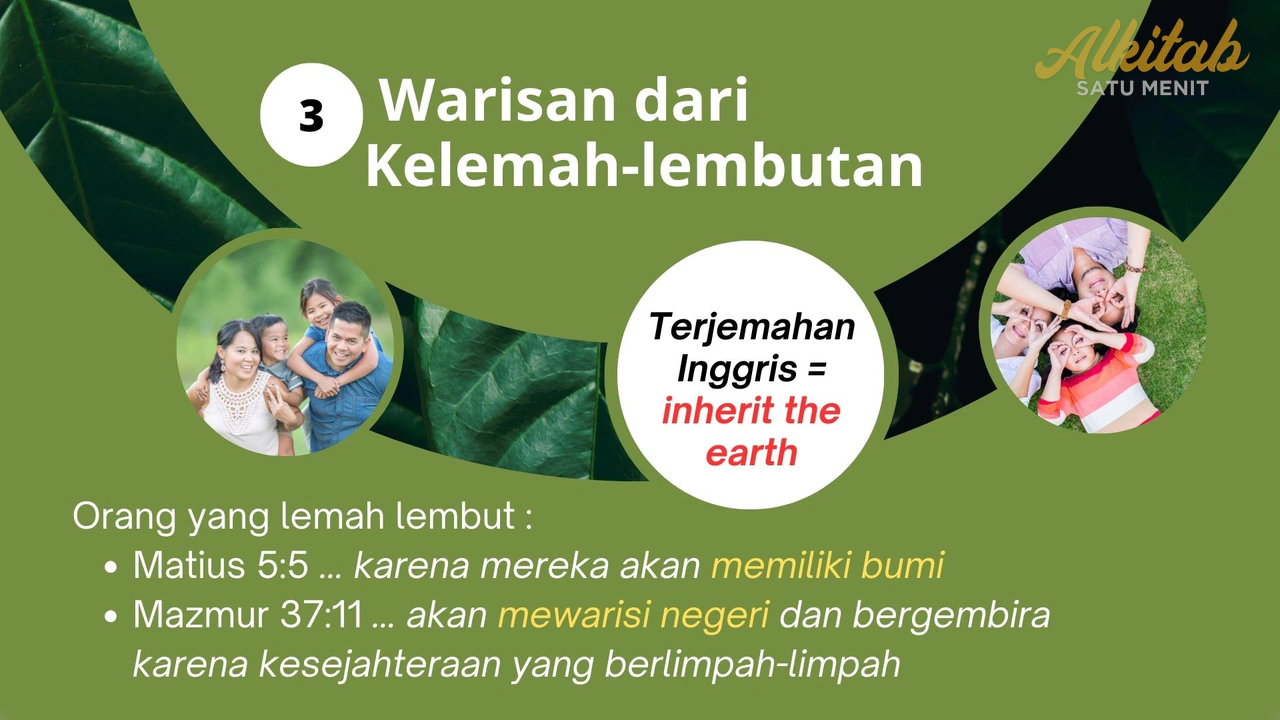 Alkitab
SATU MENIT
3
Warisan dari
Kelemah-lembutan
Terjemahan
Inggris =
inherit the
earth
Orang yang lemah lembut :
• Matius 5:5 ... karena mereka akan memiliki bumi
• Mazmur 37:11 ... akan mewarisi negeri dan bergembira
karena kesejahteraan yang berlimpah-limpah